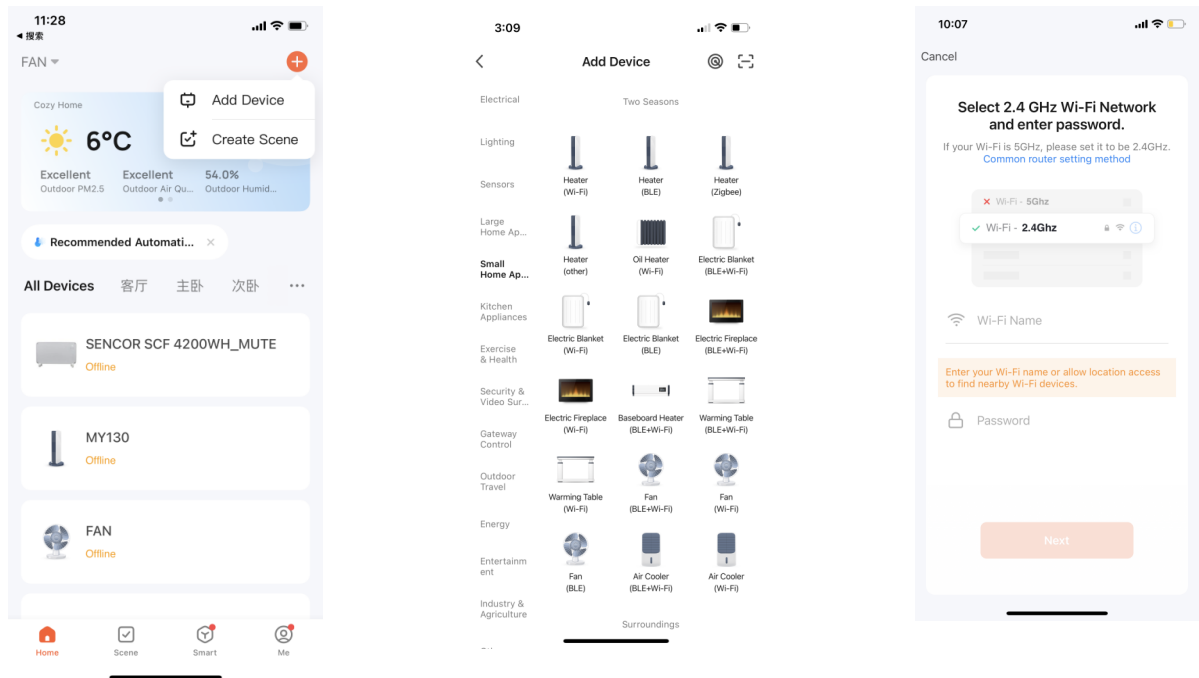 11:28
◀ 搜索
FAN
Add Device
Create Scene
Cozy Home
6°C
Excellent
Outdoor PM2.5
Excellent
Outdoor Air Qu...
54.0%
Outdoor Humid...
Recommended Automati...
All Devices 客厅 主卧 次卧
SENCOR SCF 4200WH_MUTE
Offline
MY130
Offline
FAN
Offline
Home Scene Smart Me
3:09
Add Device
Electrical
Lighting
Sensors
Large
Home Ap...
Small
Home Ap...
Kitchen
Appliances
Exercise
& Health
Security &
Video Sur...
Gateway
Control
Outdoor
Travel
Energy
Entertainm
ent
Industry &
Agriculture
Two Seasons
Heater
(Wi-Fi)
Heater
(BLE)
Heater
(Zigbee)
Heater
(other)
Oil Heater
(Wi-Fi)
Electric Blanket
(BLE+Wi-Fi)
Electric Blanket
(Wi-Fi)
Electric Blanket
(BLE)
Electric Fireplace
(BLE+Wi-Fi)
Electric Fireplace
(Wi-Fi)
Baseboard Heater
(BLE+Wi-Fi)
Warming Table
(BLE+Wi-Fi)
Warming Table
(Wi-Fi)
Fan
(BLE+Wi-Fi)
Fan
(Wi-Fi)
Fan
(BLE)
Air Cooler
(BLE+Wi-Fi)
Air Cooler
(Wi-Fi)
Surroundings
10:07
Cancel
Select 2.4 GHz Wi-Fi Network
and enter password.
If your Wi-Fi is 5GHz, please set it to be 2.4GHz.
Common router setting method
Wi-Fi - 5Ghz
Wi-Fi - 2.4Ghz
Wi-Fi Name
Enter your Wi-Fi name or allow location access
to find nearby Wi-Fi devices.
Password
Next